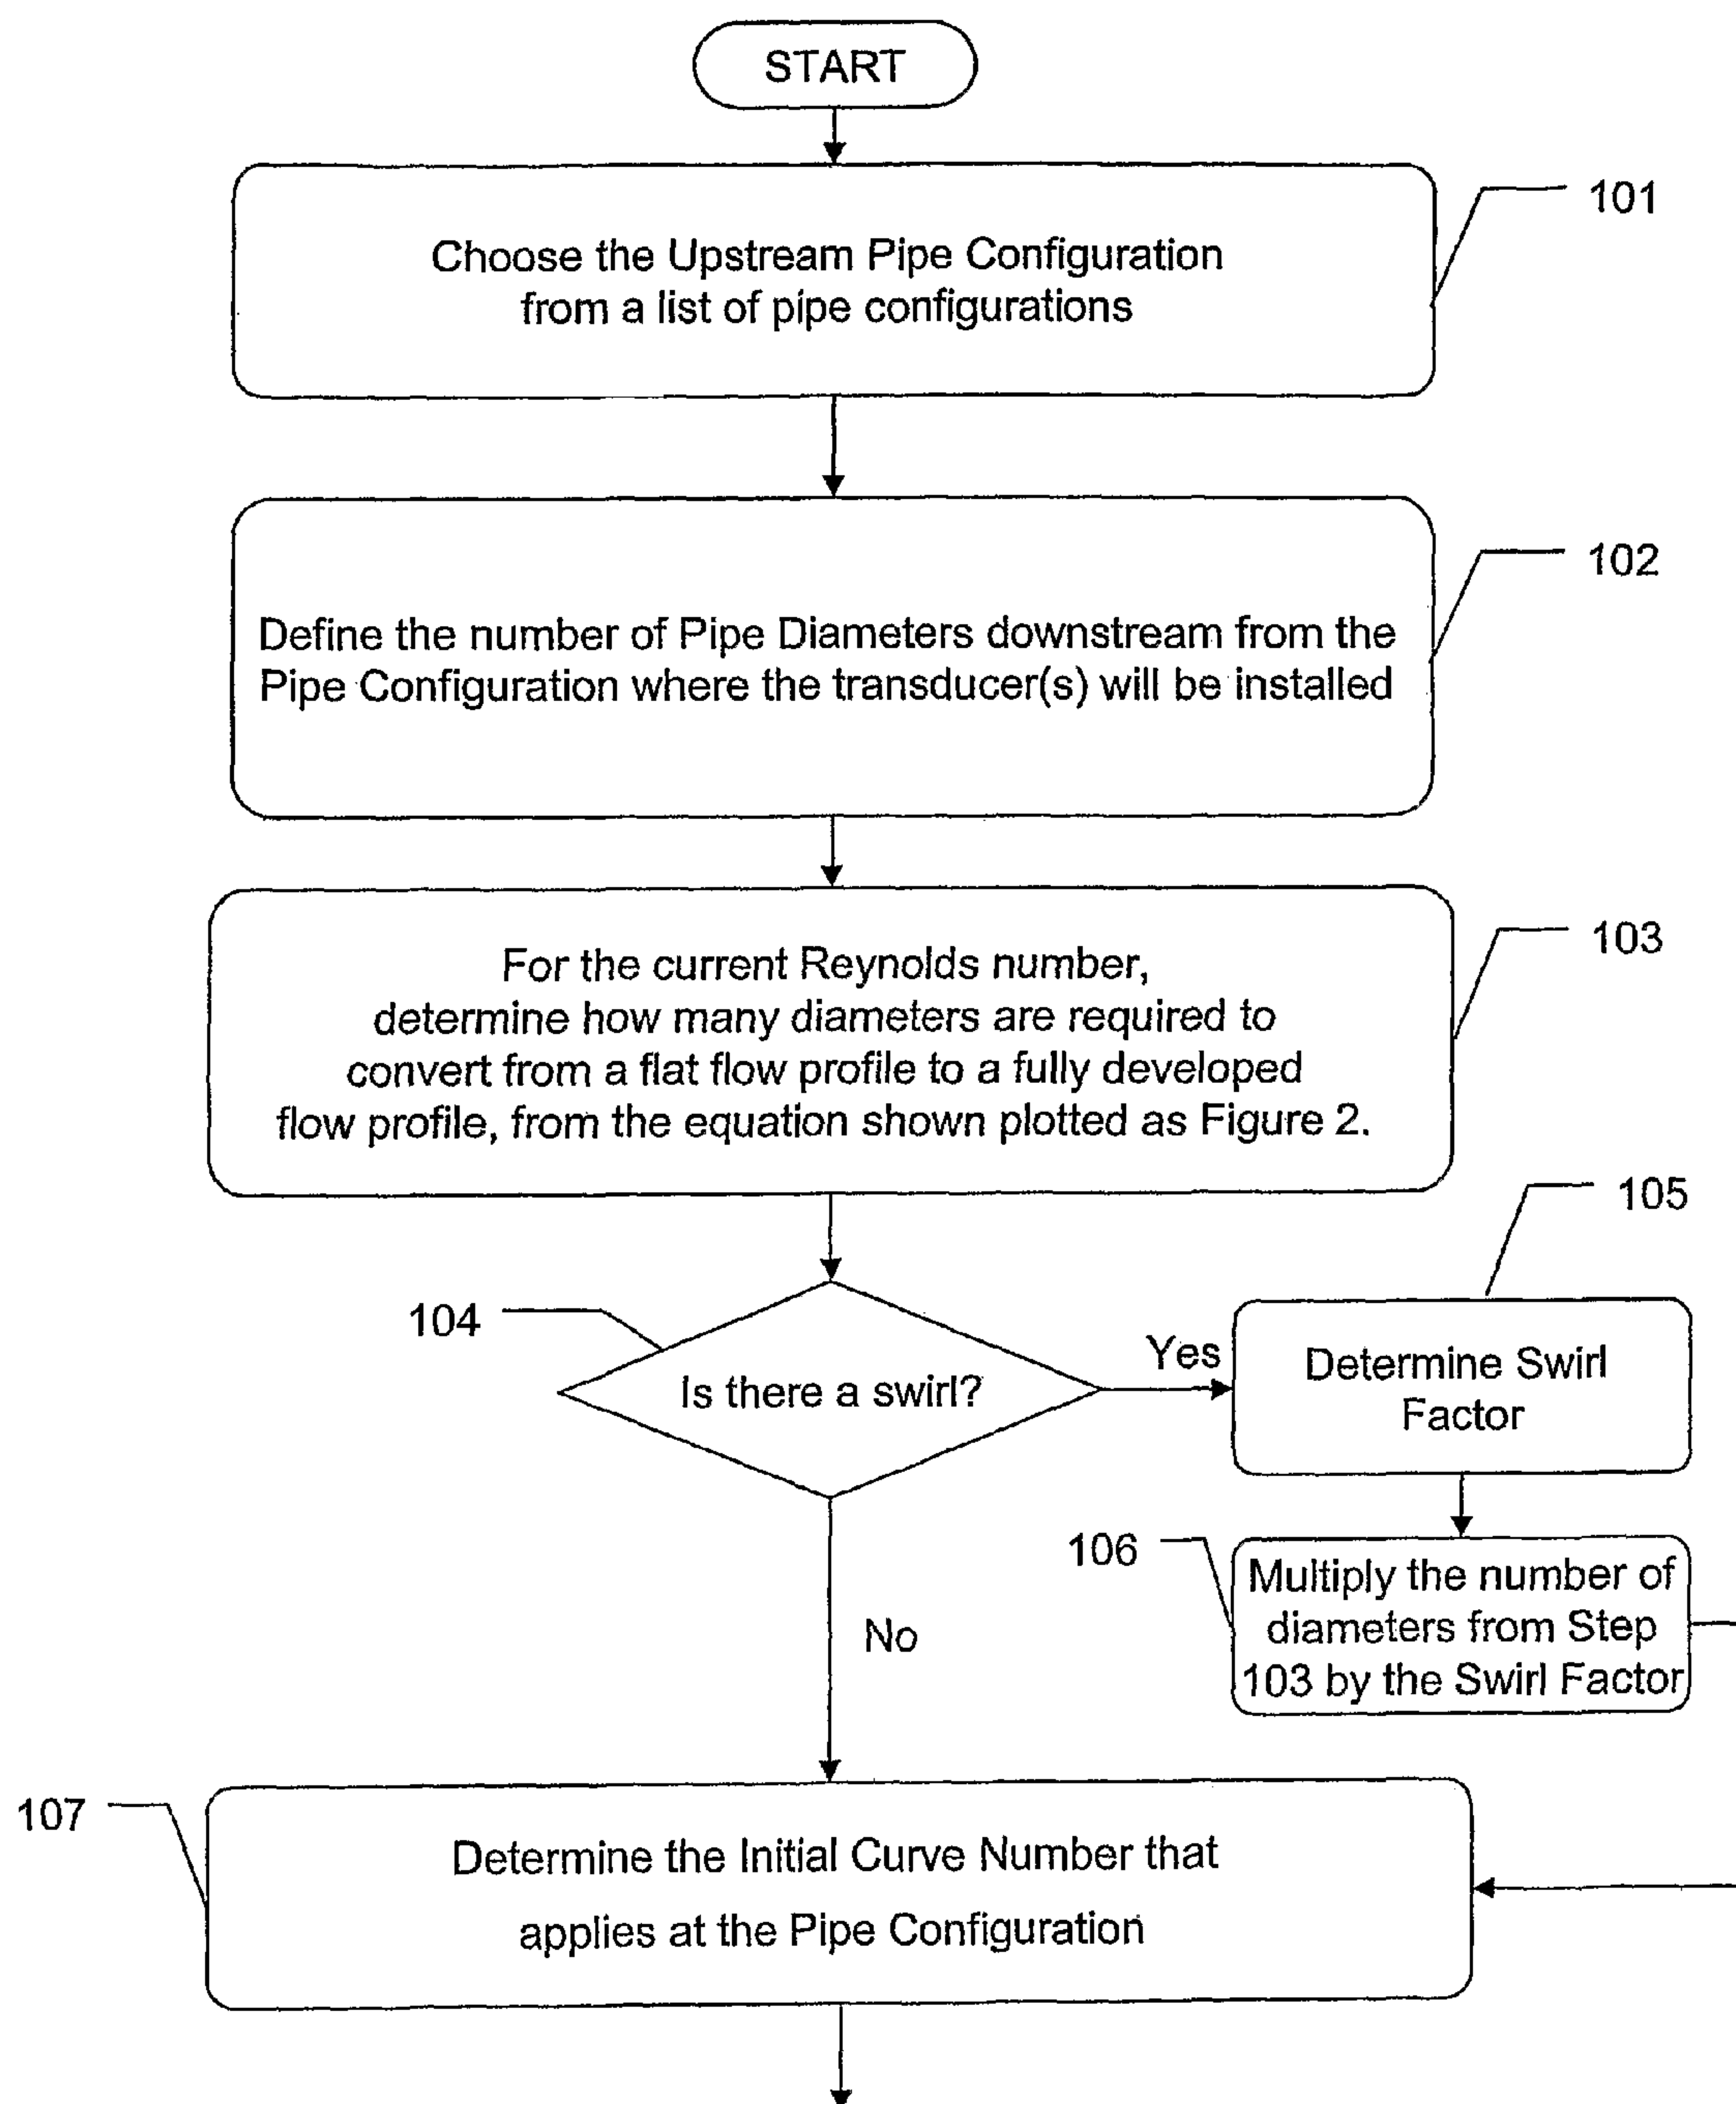 START
101
Choose the Upstream Pipe Configuration
from a list of pipe configurations
102
Define the number of Pipe Diameters downstream from the
Pipe Configuration where the transducer(s) will be installed
103
For the current Reynolds number,
determine how many diameters are required to
convert from a flat flow profile to a fully developed
flow profile, from the equation shown plotted as Figure 2.
104
Is there a swirl?
Yes
105
Determine Swirl
Factor
106
Multiply the number of
diameters from Step
103 by the Swirl Factor
No
107
Determine the Initial Curve Number that
applies at the Pipe Configuration